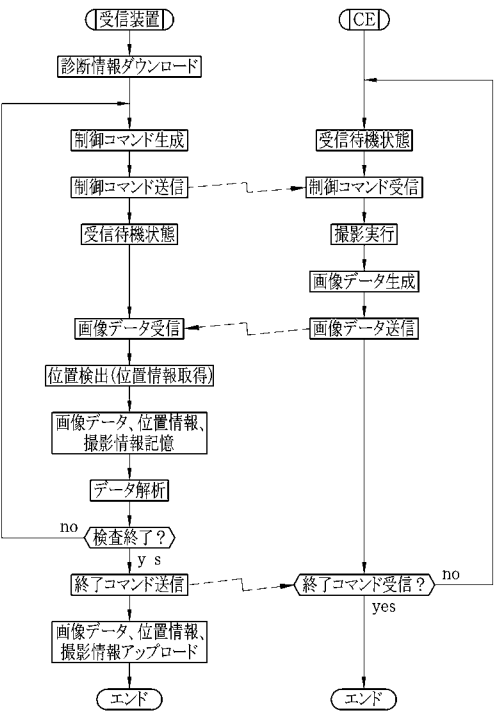 受信装置
診断情報ダウンロード
制御コマンド生成
制御コマンド送信
受信待機状態
画像データ受信
位置検出(位置情報取得)
画像データ、位置情報、
撮影情報記憶
データ解析
no
検査終了?
y s
終了コマンド送信
画像データ、位置情報、
撮影情報アップロード
エンド
CE
受信待機状態
制御コマンド受信
撮影実行
画像データ生成
画像データ送信
終了コマンド受信?
no
yes
エンド